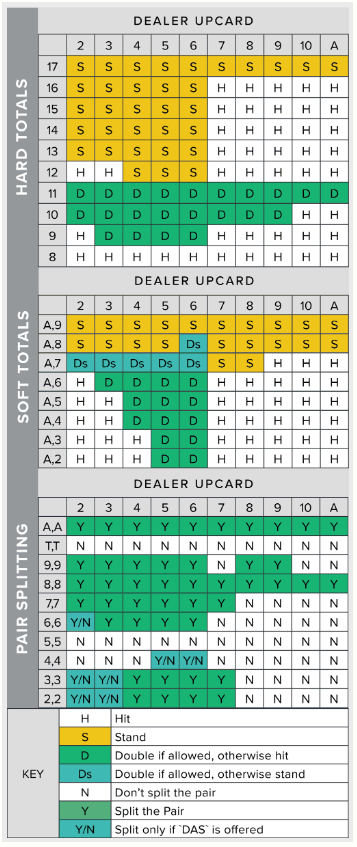 DEALER UPCARD
HARD TOTALS
2 3 4 5 6 7 8 9 10 A
17 S S S S S S S S S S
16 S S S S S H H H H H
15 S S S S S H H H H H
14 S S S S S H H H H H
13 S S S S S H H H H H
12 H H S S S H H H H H
11 D D D D D D D D D D
10 D D D D D D D D H H
9 H D D D D H H H H H
8 H H H H H H H H H H
DEALER UPCARD
SOFT TOTALS
2 3 4 5 6 7 8 9 10 A
A,9 S S S S S S S S S S
A,8 S S S S Ds S S S S S
A,7 Ds Ds Ds Ds Ds S S H H H
A,6 H D D D D H H H H H
A,5 H H D D D H H H H H
A,4 H H D D D H H H H H
A,3 H H H D D H H H H H
A,2 H H H D D H H H H H
DEALER UPCARD
PAIR SPLITTING
2 3 4 5 6 7 8 9 10 A
A,A Y Y Y Y Y Y Y Y Y Y
T,T N N N N N N N N N N
9,9 Y Y Y Y Y N Y Y N N
8,8 Y Y Y Y Y Y Y Y Y Y
7,7 Y Y Y Y Y Y N N N N
6,6 Y/N Y Y Y Y N N N N N
5,5 N N N N N N N N N N
4,4 N N N Y/N Y/N N N N N N
3,3 Y/N Y/N Y Y Y Y N N N N
2,2 Y/N Y/N Y Y Y Y N N N N
KEY
H Hit
S Stand
D Double if allowed, otherwise hit
Ds Double if allowed, otherwise stand
N Don't split the pair
Y Split the Pair
Y/N Split only if `DAS` is offered